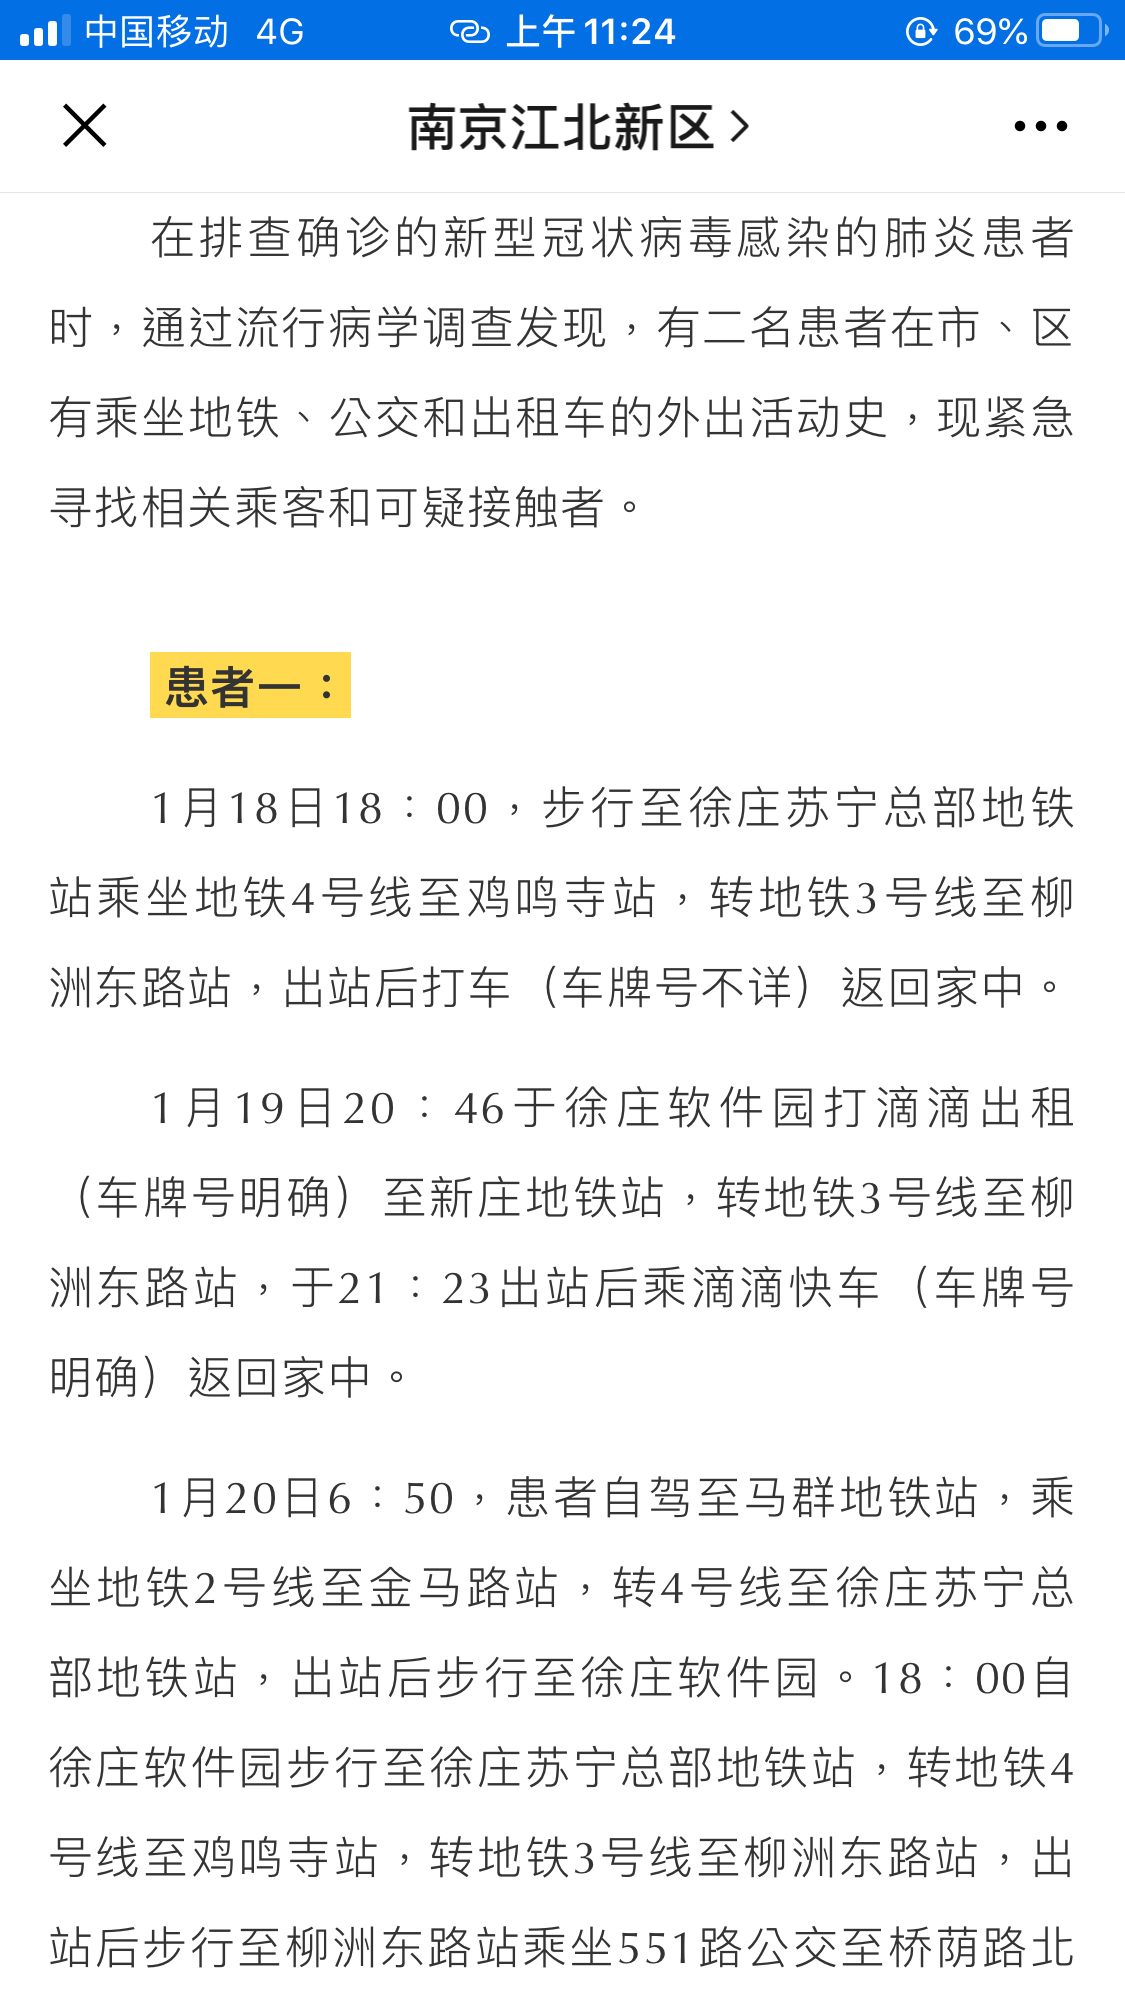 中国移动 4G 上午11:24 69%
南京江北新区
在排查确诊的新型冠状病毒感染的肺炎患者
时，通过流行病学调查发现，有二名患者在市、区
有乘坐地铁、公交和出租车的外出活动史，现紧急
寻找相关乘客和可疑接触者。
患者一：
1月18日18：00，步行至徐庄苏宁总部地铁
站乘坐地铁4号线至鸡鸣寺站，转地铁3号线至柳
洲东路站，出站后打车（车牌号不详）返回家中。
1月19日20：46于徐庄软件园打滴滴出租
（车牌号明确）至新庄地铁站，转地铁3号线至柳
洲东路站，于21：23出站后乘滴滴快车（车牌号
明确）返回家中。
1月20日6：50，患者自驾至马群地铁站，乘
坐地铁2号线至金马路站，转4号线至徐庄苏宁总
部地铁站，出站后步行至徐庄软件园。18：00自
徐庄软件园步行至徐庄苏宁总部地铁站，转地铁4
号线至鸡鸣寺站，转地铁3号线至柳洲东路站，出
站后步行至柳洲东路站乘坐551路公交至桥荫路北